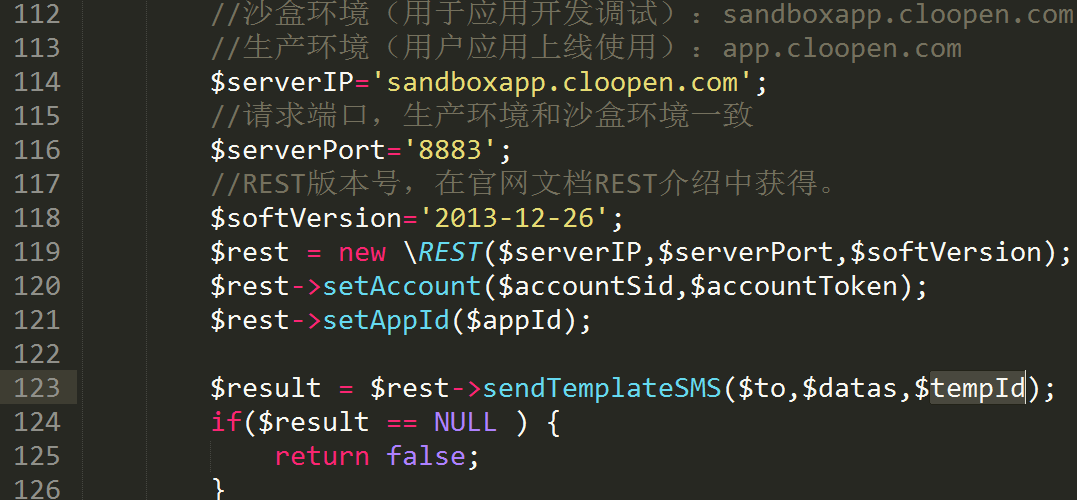 112 //沙盒环境（用于应用开发调试）：sandboxapp.cloopen.com
113 //生产环境（用户应用上线使用）：app.cloopen.com
114 $serverIP='sandboxapp.cloopen.com';
115 //请求端口，生产环境和沙盒环境一致
116 $serverPort='8883';
117 //REST版本号，在官网文档REST介绍中获得。
118 $softVersion='2013-12-26';
119 $rest = new \REST($serverIP,$serverPort,$softVersion);
120 $rest->setAccount($accountSid,$accountToken);
121 $rest->setAppId($appId);
122
123 $result = $rest->sendTemplateSMS($to,$datas,$tempId);
124 if($result == NULL ) {
125 return false;
126 }